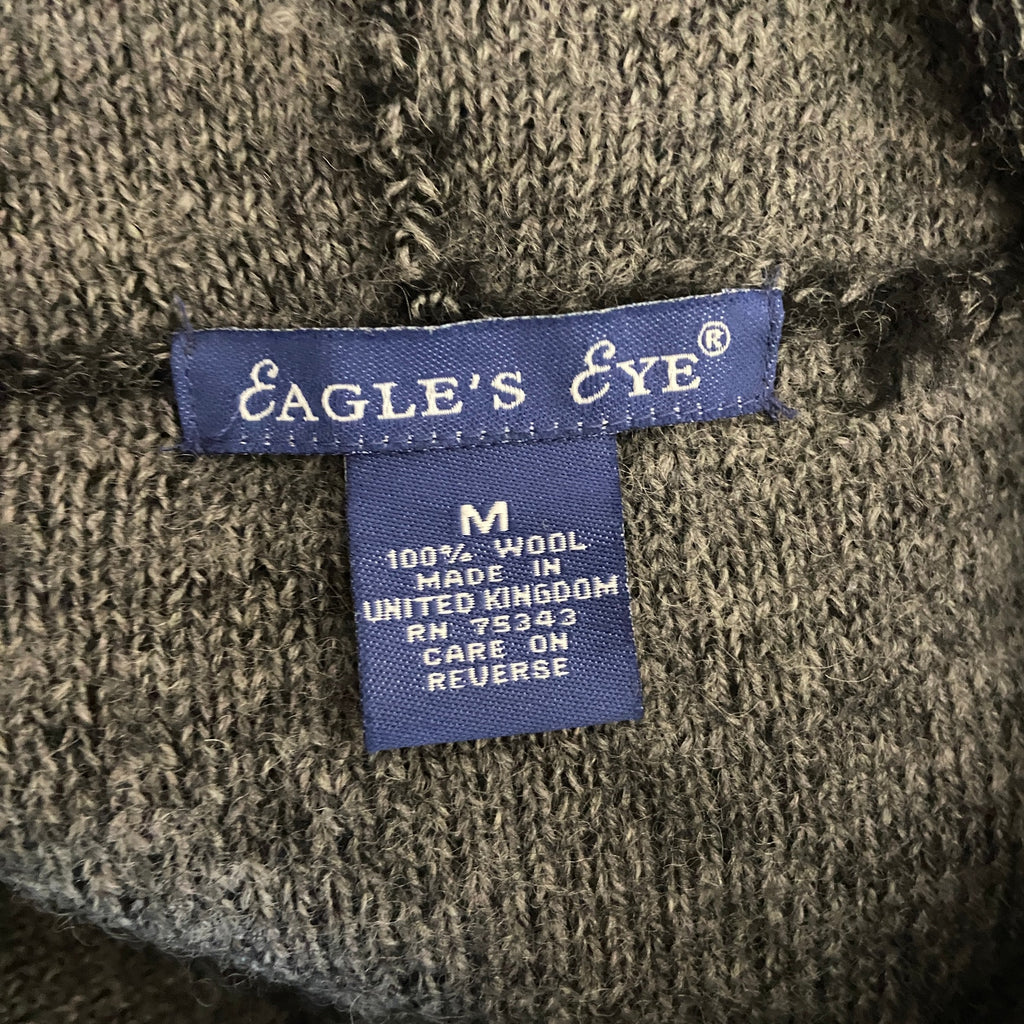 EAGLE'S EYE®
M
100% WOOL
MADE IN
UNITED KINGDOM
RN 75343
CARE ON
REVERSE